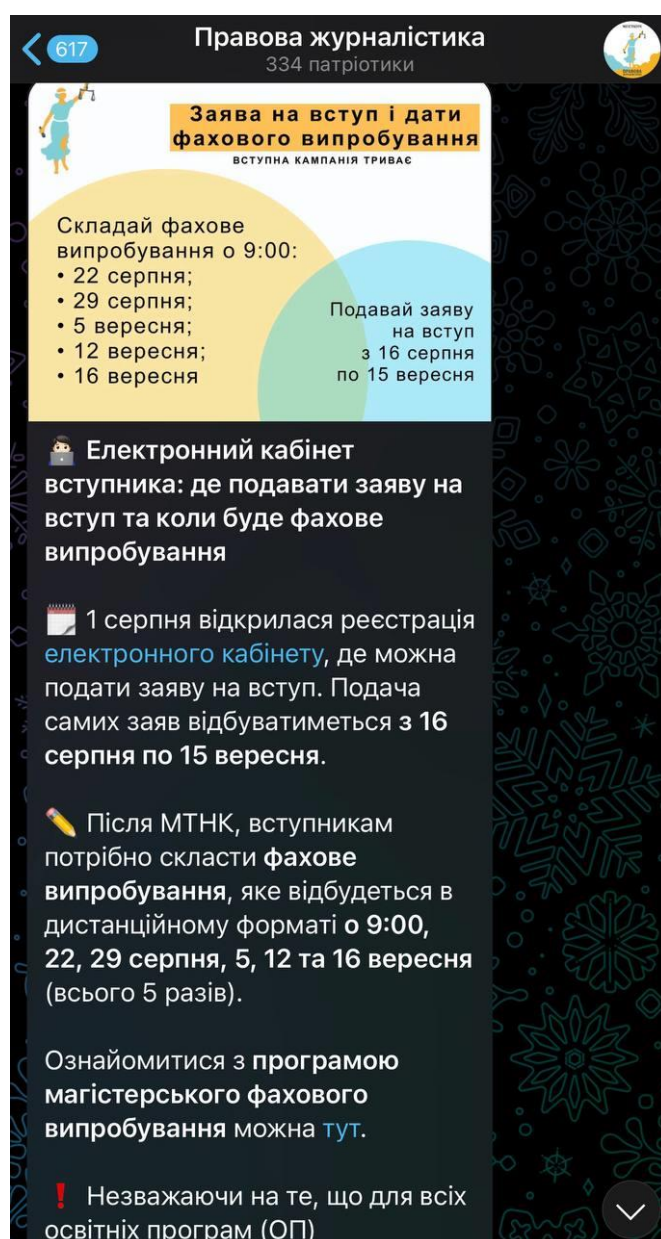 617
Правова журналістика
334 патріотики
Заява на вступ і дати
фахового випробування
ВСТУПНА КАМПАНІЯ ТРИВАЄ
Складай фахове
випробування о 9:00:
• 22 серпня;
• 29 серпня;
• 5 вересня;
• 12 вересня;
• 16 вересня
Подавай заяву
на вступ
з 16 серпня
по 15 вересня
🧑🏻‍💻 Електронний кабінет
вступника: де подавати заяву на
вступ та коли буде фахове
випробування
🗓 1 серпня відкрилася реєстрація
електронного кабінету, де можна
подати заяву на вступ. Подача
самих заяв відбуватиметься з 16
серпня по 15 вересня.
✏️ Після МТНК, вступникам
потрібно скласти фахове
випробування, яке відбудеться в
дистанційному форматі о 9:00,
22, 29 серпня, 5, 12 та 16 вересня
(всього 5 разів).
Ознайомитися з програмою
магістерського фахового
випробування можна тут.
❗ Незважаючи на те, що для всіх
освітніх програм (ОП)